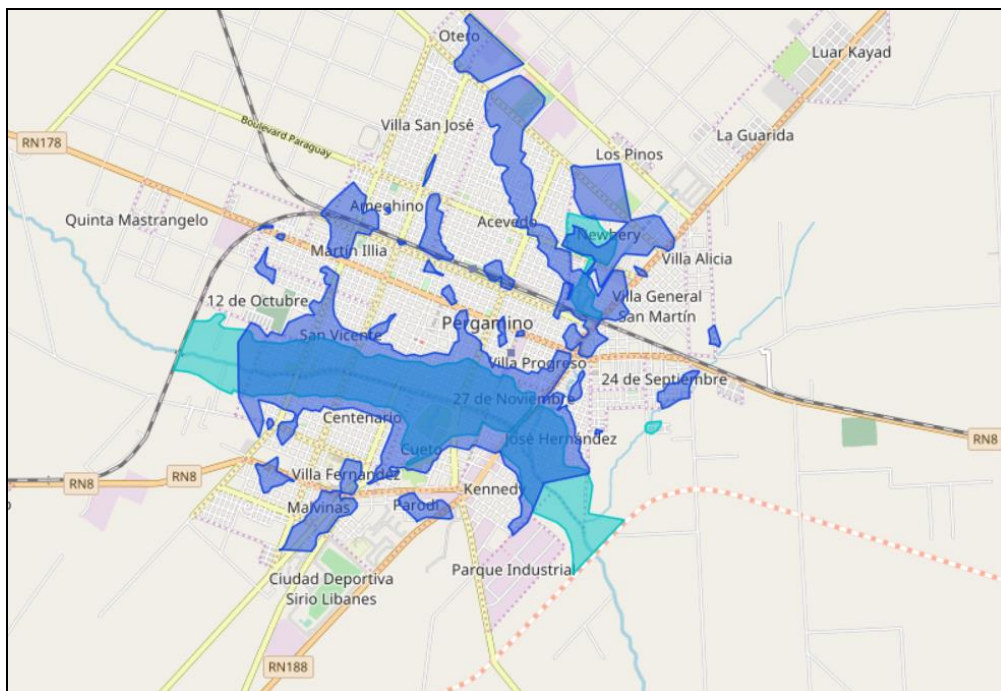 Otero
Luar Kayad
Villa San José
Boulevard Paraguay
La Guarida
RN178
Los Pinos
Ameghino
Quinta Mastrangelo
Acevedo
Newbery
Martín Illia
Villa Alicia
12 de Octubre
Villa General
San Martín
Pergamino
San Vicente
Villa Progreso
24 de Septiembre
27 de Noviembre
Centenario
José Hernández
RN8
Cueto
Villa Fernandez
RN8
RN8
Kennedy
Malvinas
Parodi
Parque Industrial
Ciudad Deportiva
Sirio Libanes
RN188